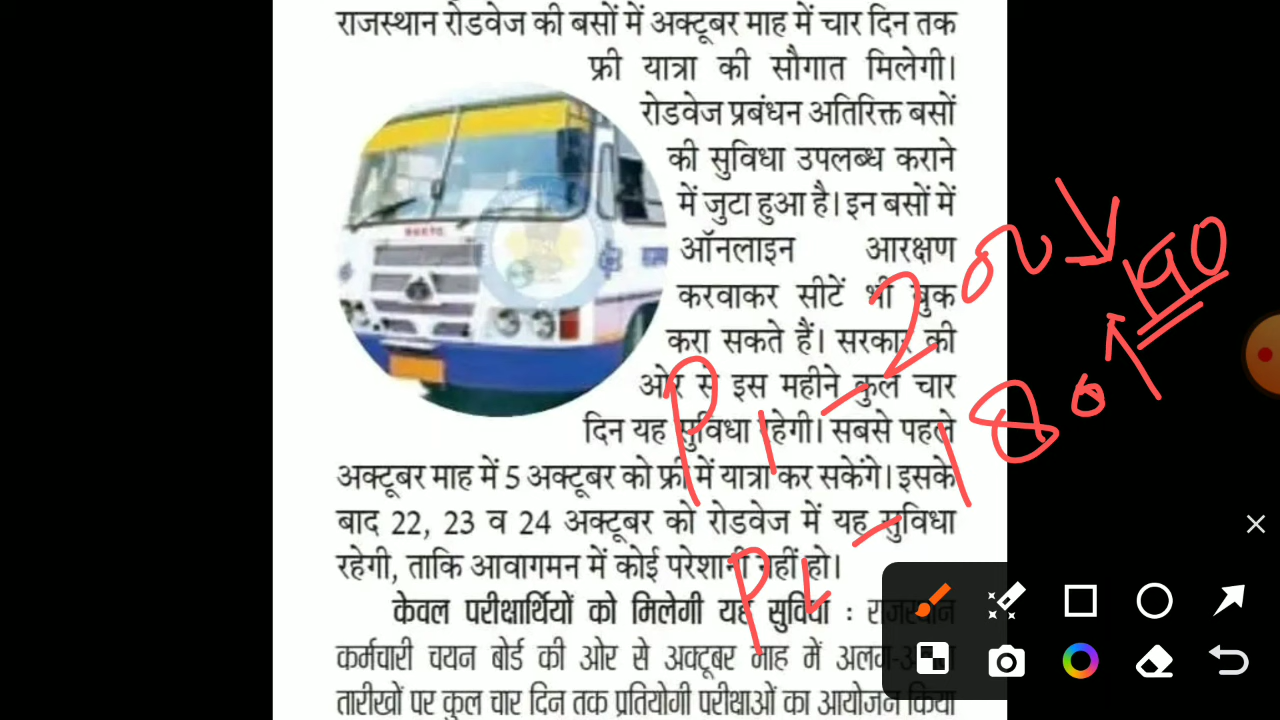 राजस्थान रोडवेज की बसों में अक्टूबर माह में चार दिन तक
फ्री यात्रा की सौगात मिलेगी।
रोडवेज प्रबंधन अतिरिक्त बसों
की सुविधा उपलब्ध कराने
में जुटा हुआ है। इन बसों में
ऑनलाइन आरक्षण
करवाकर सीटें भी बुक
करा सकते हैं। सरकार की
ओर से इस महीने कुल चार
दिन यह सुविधा रहेगी। सबसे पहले
अक्टूबर माह में 5 अक्टूबर को फ्री में यात्रा कर सकेंगे। इसके
बाद 22, 23 व 24 अक्टूबर को रोडवेज में यह सुविधा
रहेगी, ताकि आवागमन में कोई परेशानी नहीं हो।
केवल परीक्षार्थियों को मिलेगी यह सुविधा : राजस्थान
कर्मचारी चयन बोर्ड की ओर से अक्टूबर माह में अलग-अलग
तारीखों पर कुल चार दिन तक प्रतियोगी परीक्षाओं का आयोजन किया
P1 - 200
190
P2 - 180